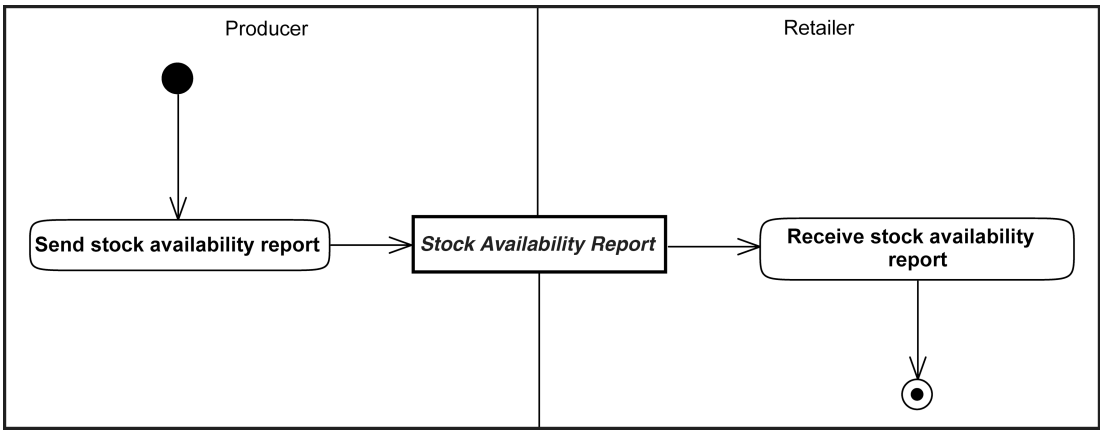 Producer
Retailer
Send stock availability report
Stock Availability Report
Receive stock availability
report